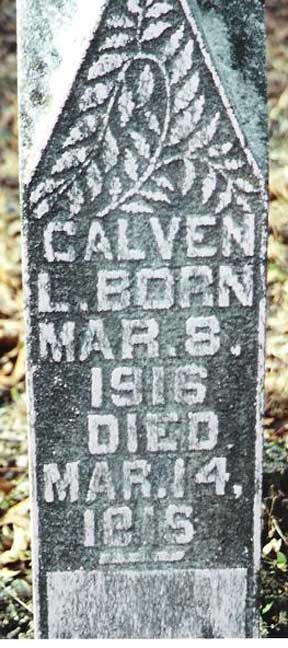 CALVEN
L. BORN
MAR. 8.
1916
DIED
MAR. 14,